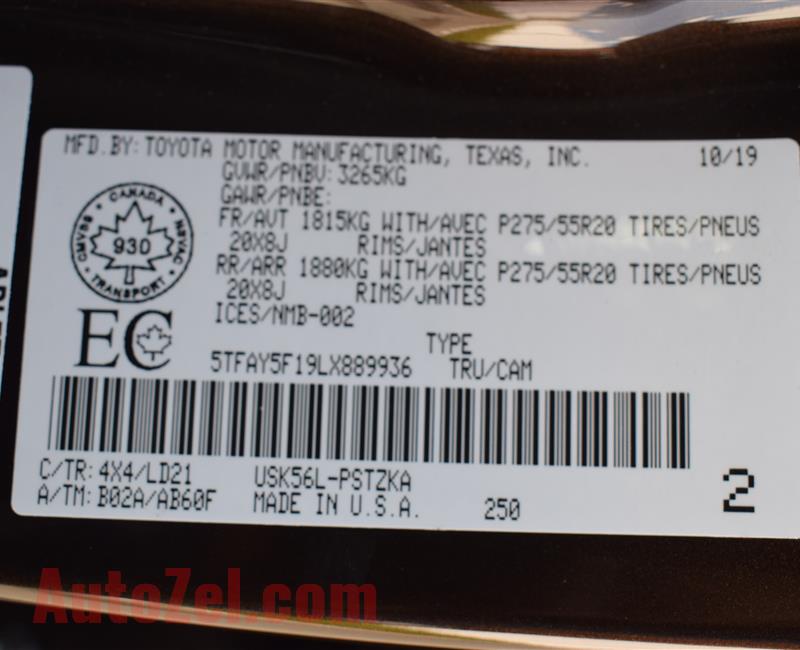 MFD.BY: TOYOTA MOTOR MANUFACTURING, TEXAS, INC. 10/19
GVWR/PNBV: 3265KG
GAWR/PNBE:
FR/AVT 1815KG WITH/AVEC P275/55R20 TIRES/PNEUS
20X8J RIMS/JANTES
RR/ARR 1880KG WITH/AVEC P275/55R20 TIRES/PNEUS
20X8J RIMS/JANTES
ICES/NMB-002
CANADA
CMVSS 930 NSVAC
TRANSPORT
EC
TYPE
5TFAY5F19LX889936 TRU/CAM
C/TR: 4X4/LD21 USK56L-PSTZKA
A/TM: B02A/AB60F MADE IN U.S.A. 250
2
AutoZel.com